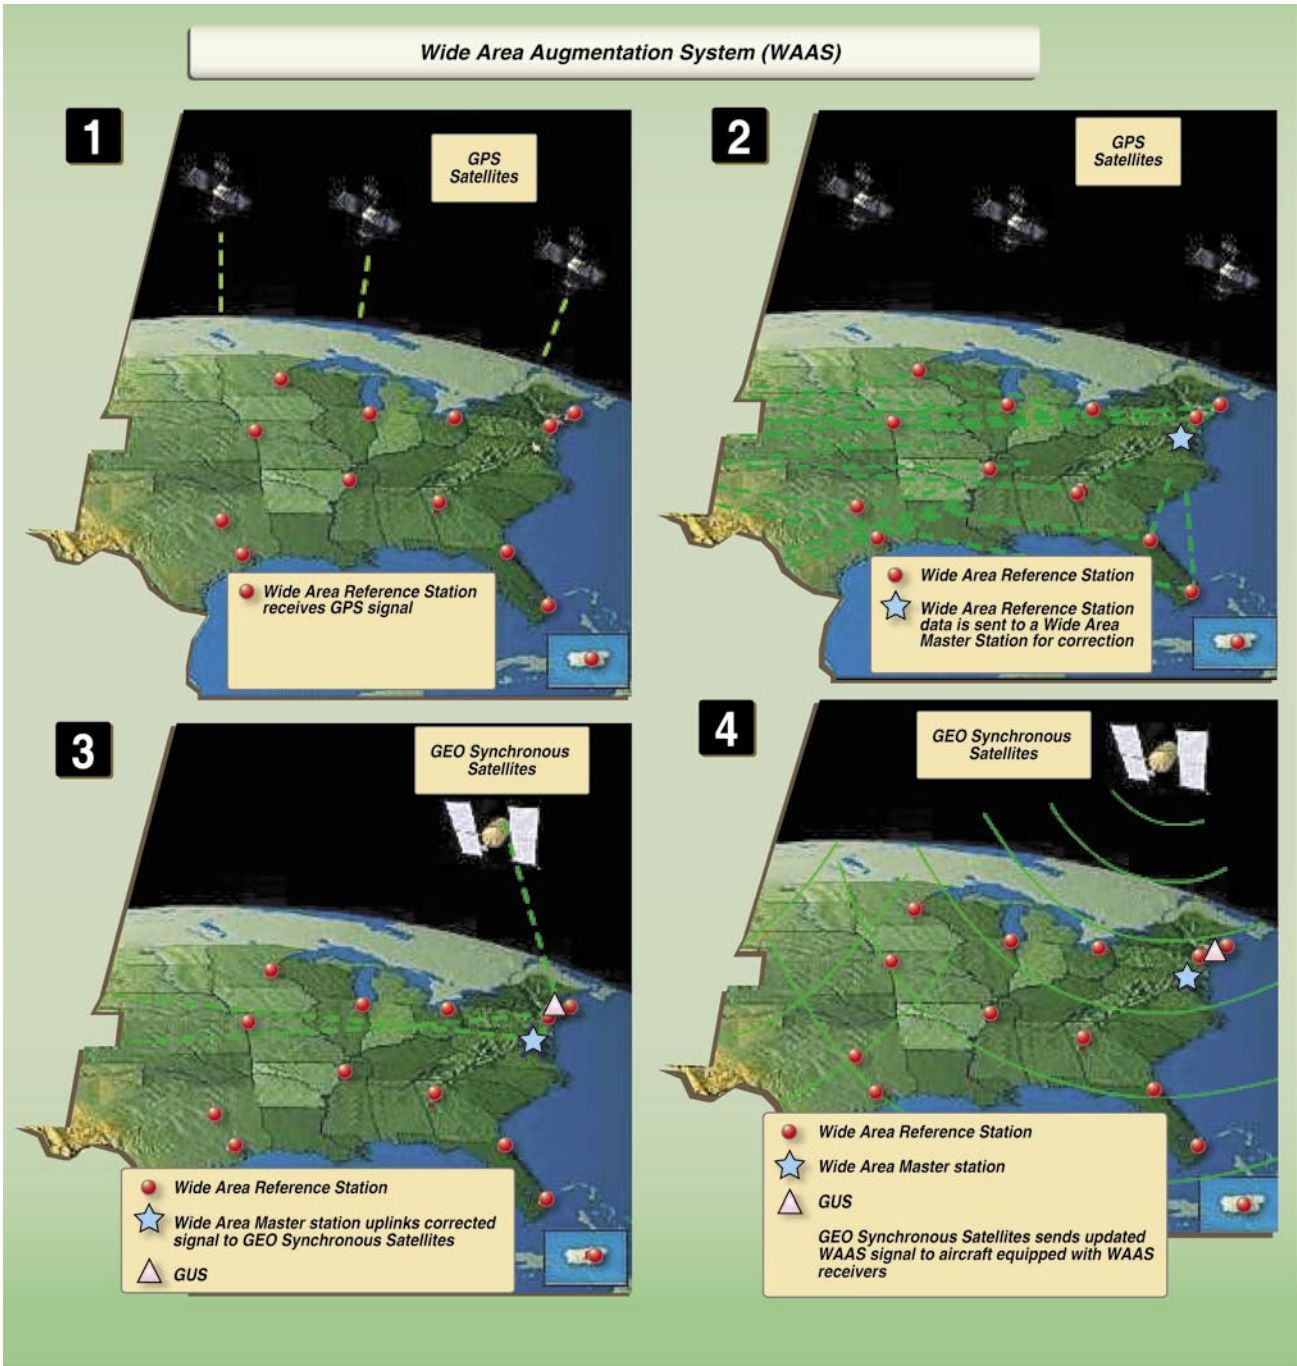 Wide Area Augmentation System (WAAS)
1
GPS
Satellites
Wide Area Reference Station
receives GPS signal
2
GPS
Satellites
Wide Area Reference Station
Wide Area Reference Station
data is sent to a Wide Area
Master Station for correction
3
GEO Synchronous
Satellites
Wide Area Reference Station
Wide Area Master station uplinks corrected
signal to GEO Synchronous Satellites
GUS
4
GEO Synchronous
Satellites
Wide Area Reference Station
Wide Area Master station
GUS
GEO Synchronous Satellites sends updated
WAAS signal to aircraft equipped with WAAS
receivers